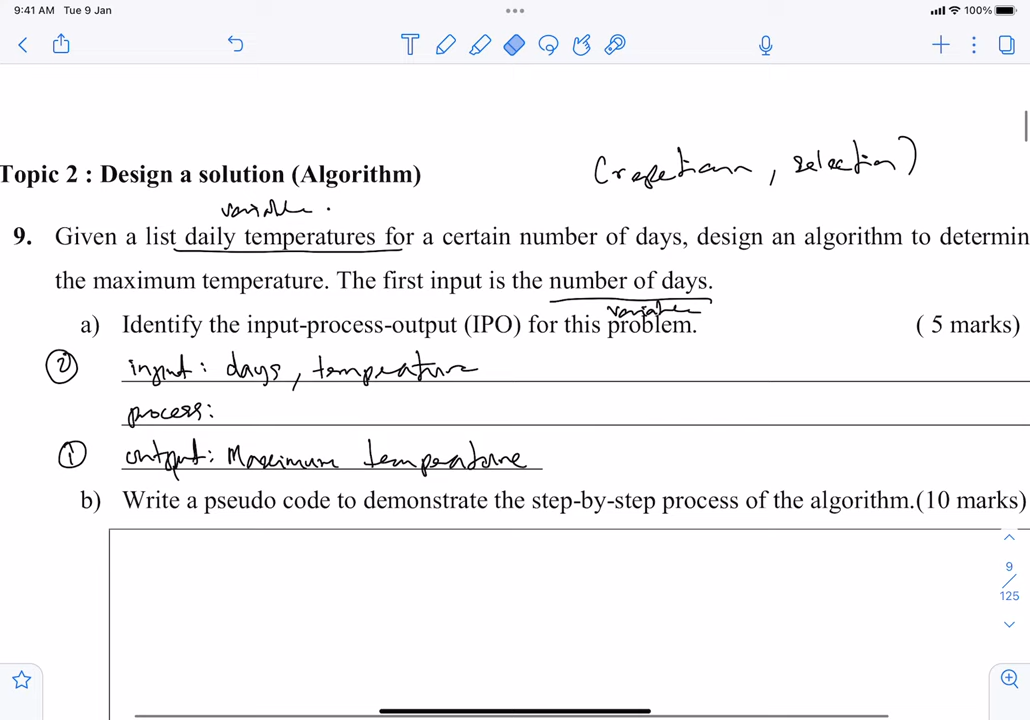 9:41 AM Tue 9 Jan
100%
(repetiann, selection)
Topic 2 : Design a solution (Algorithm)
variable.
9. Given a list daily temperatures for a certain number of days, design an algorithm to determin
the maximum temperature. The first input is the number of days.
variable
a) Identify the input-process-output (IPO) for this problem. ( 5 marks)
② input: days, temperature
process:
① output: Maximum temperature
b) Write a pseudo code to demonstrate the step-by-step process of the algorithm.(10 marks)
9
125